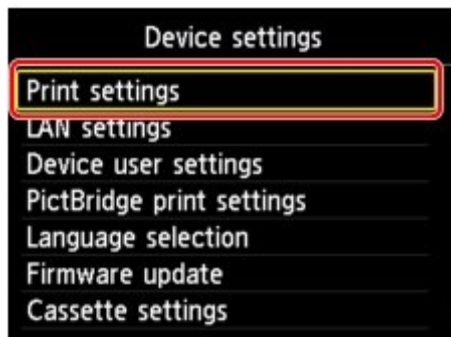 Device settings
Print settings
LAN settings
Device user settings
PictBridge print settings
Language selection
Firmware update
Cassette settings